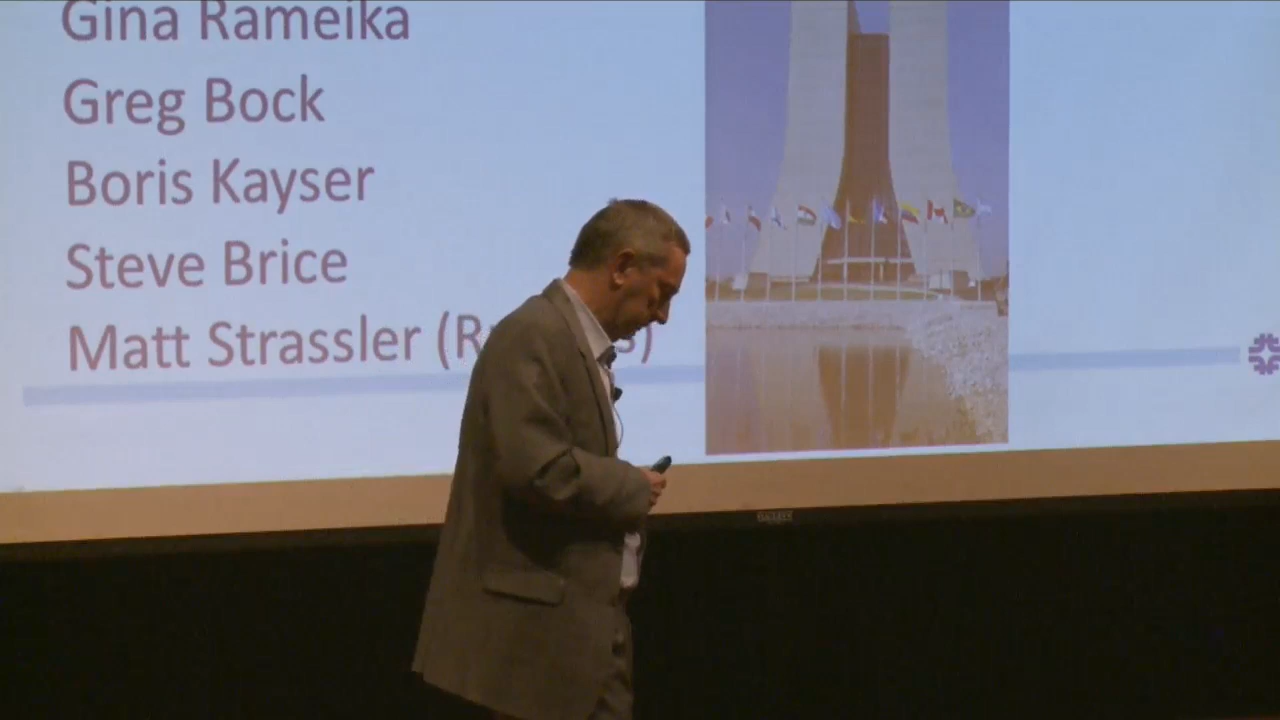 Gina Rameika
Greg Bock
Boris Kayser
Steve Brice
Matt Strassler